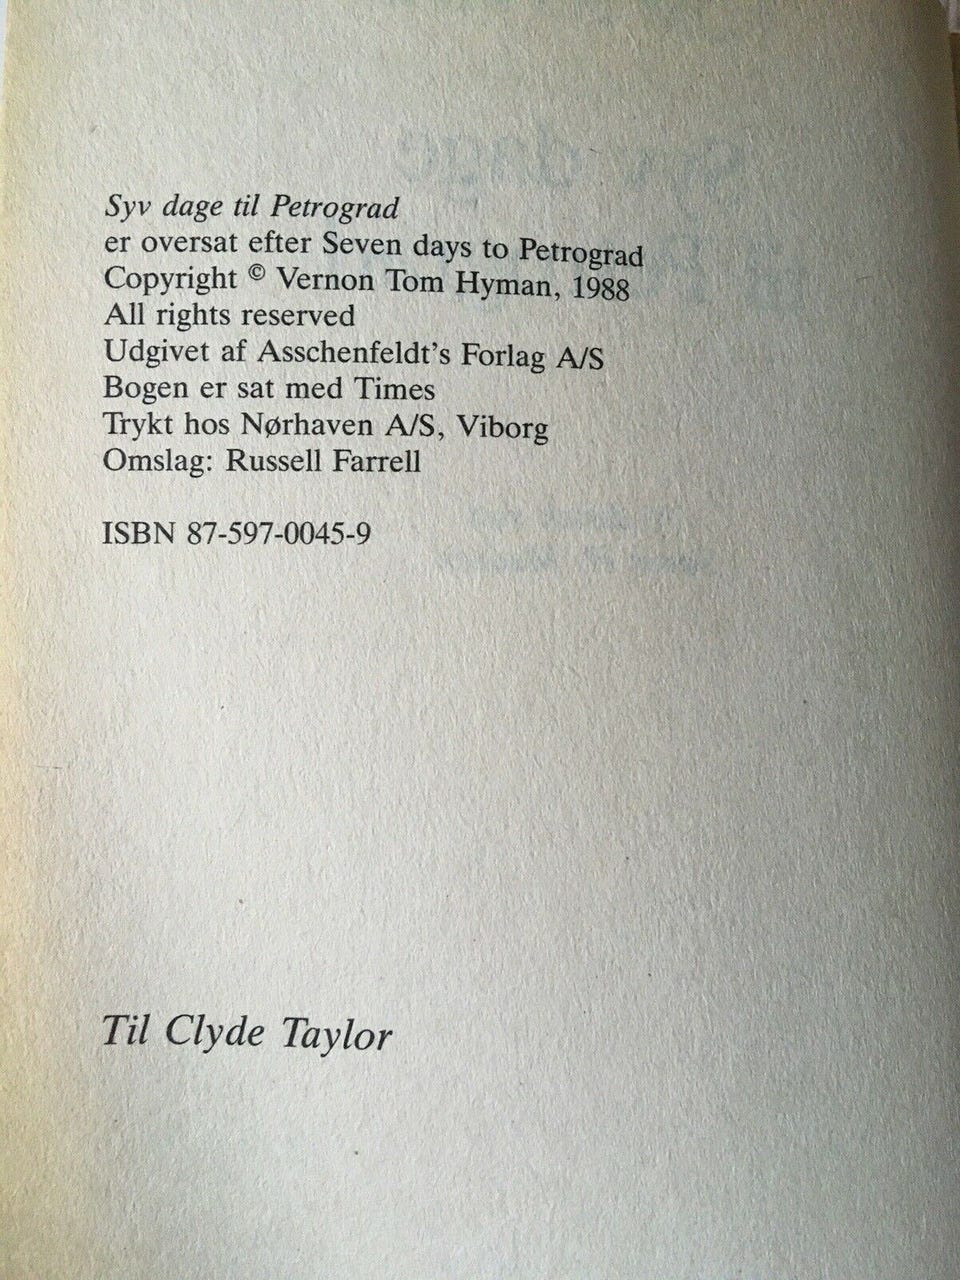 Syv dage til Petrograd
er oversat efter Seven days to Petrograd
Copyright © Vernon Tom Hyman, 1988
All rights reserved
Udgivet af Asschenfeldt's Forlag A/S
Bogen er sat med Times
Trykt hos Nørhaven A/S, Viborg
Omslag: Russell Farrell
ISBN 87-597-0045-9
Til Clyde Taylor